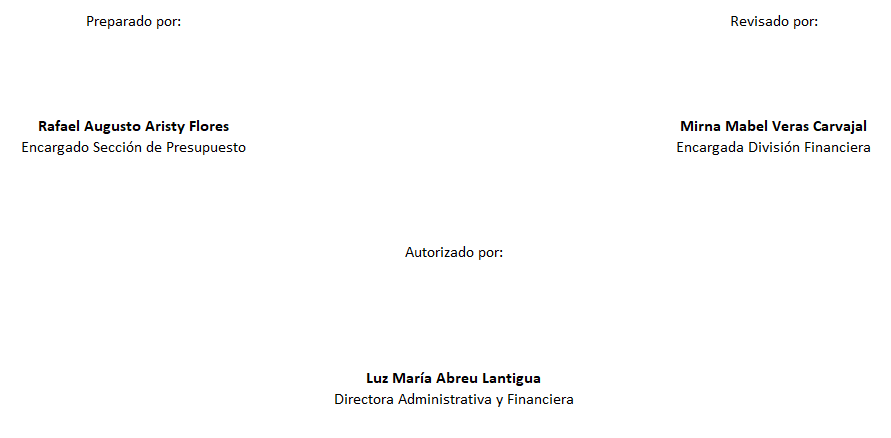 Preparado por:
Revisado por:
Rafael Augusto Aristy Flores
Mirna Mabel Veras Carvajal
Encargado Sección de Presupuesto
Encargada División Financiera
Autorizado por:
Luz María Abreu Lantigua
Directora Administrativa y Financiera